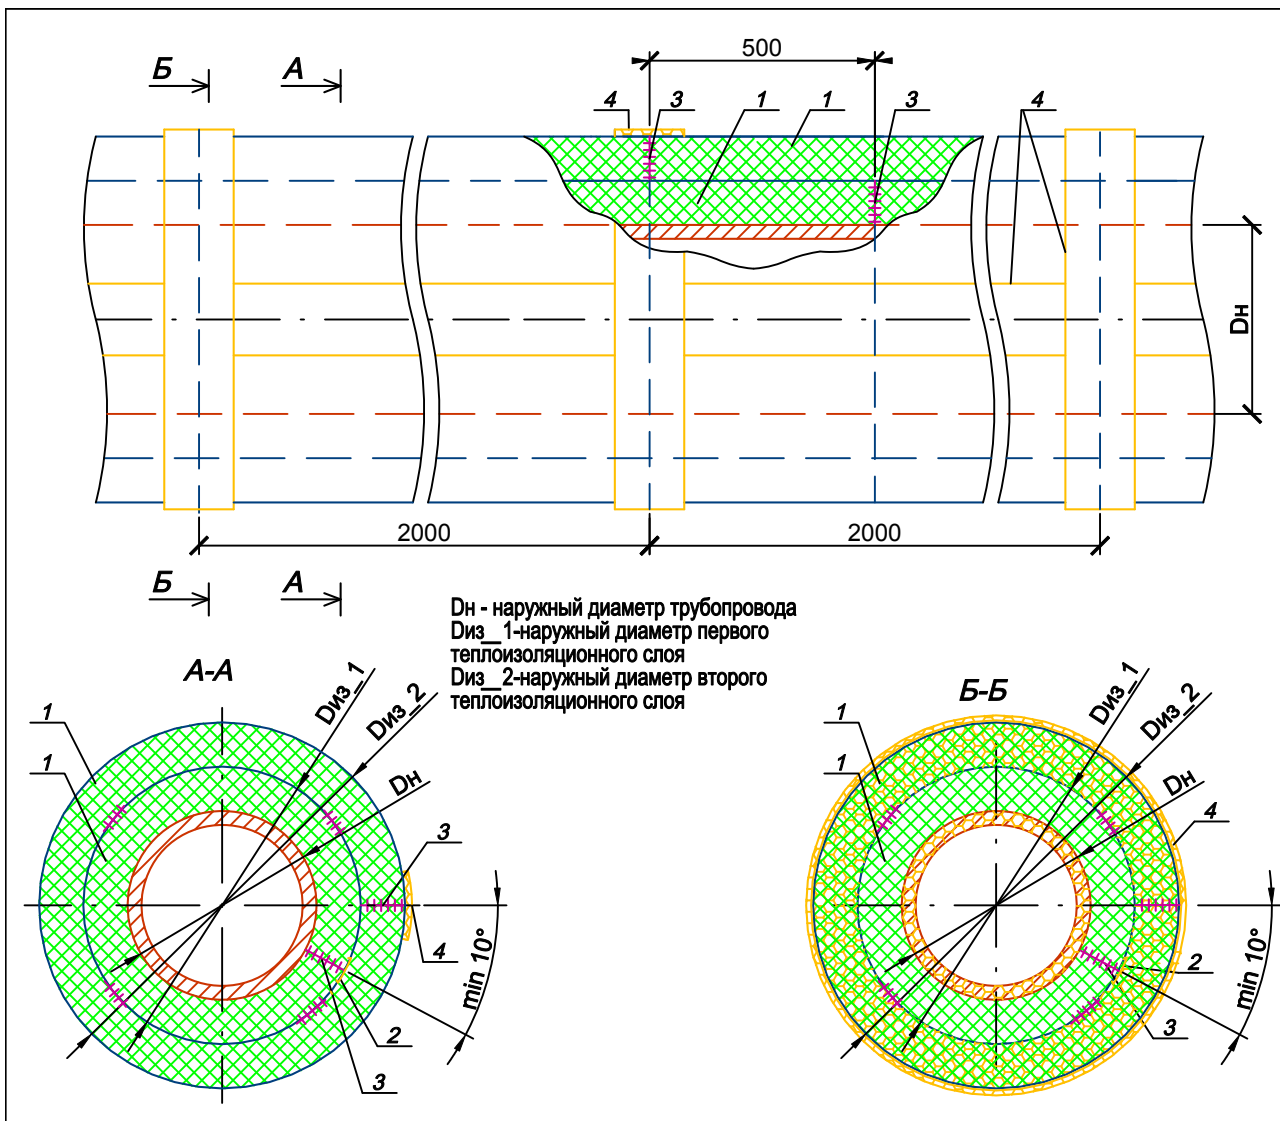 500
Б
А
4
3
1
1
3
4
Dн
2000
2000
Б
А
Dн - наружный диаметр трубопровода
Dиз_1-наружный диаметр первого
теплоизоляционного слоя
Dиз_2-наружный диаметр второго
теплоизоляционного слоя
А-А
Dиз_1
Dиз_2
Dн
1
1
3
4
min 10°
2
3
Б-Б
Dиз_1
Dиз_2
Dн
1
1
4
2
3
min 10°